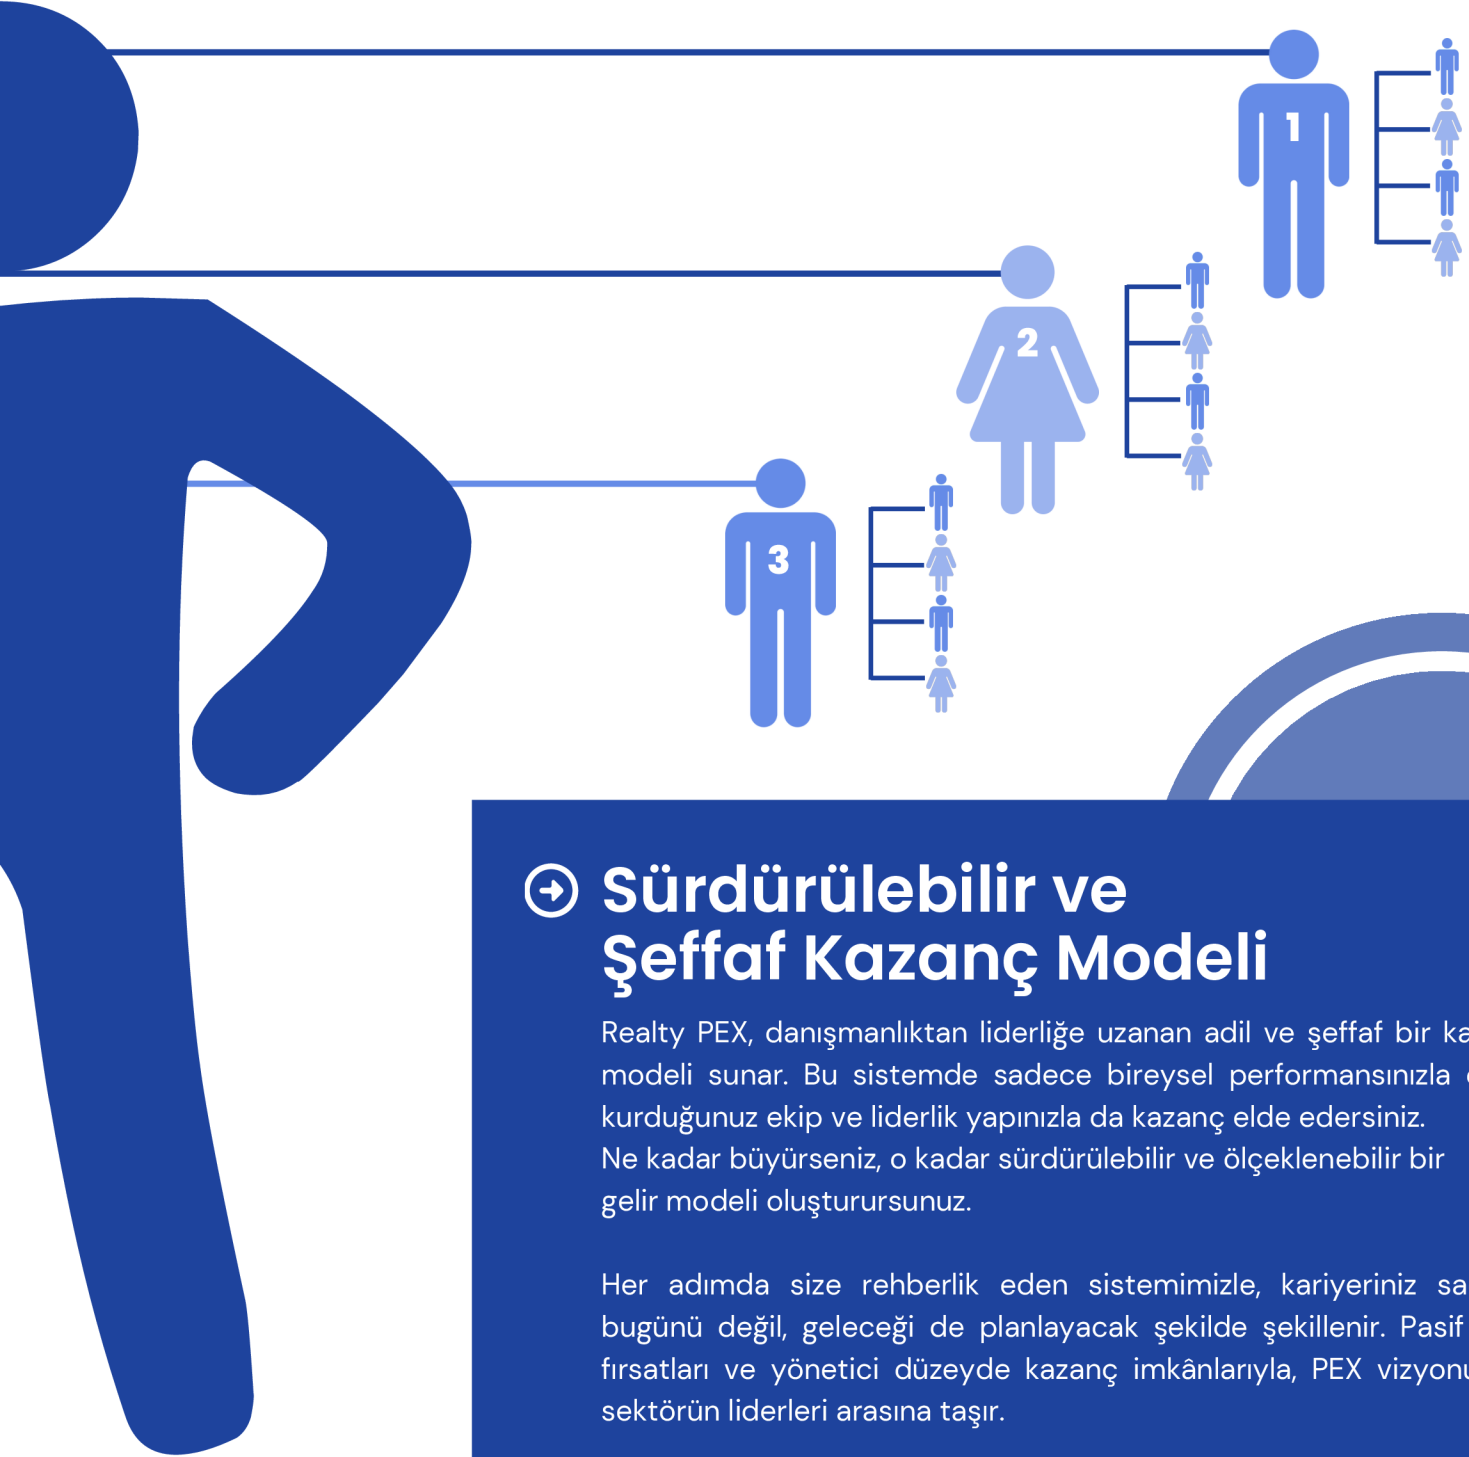 1
2
3
Sürdürülebilir ve
Şeffaf Kazanç Modeli
Realty PEX, danışmanlıktan liderliğe uzanan adil ve şeffaf bir
modeli sunar. Bu sistemde sadece bireysel performansınızla
kurduğunuz ekip ve liderlik yapınızla da kazanç elde edersiniz.
Ne kadar büyürseniz, o kadar sürdürülebilir ve ölçeklenebilir bir
gelir modeli oluşturursunuz.
Her adımda size rehberlik eden sistemimizle, kariyeriniz
bugünü değil, geleceği de planlayacak şekilde şekillenir. Pasif
fırsatları ve yönetici düzeyde kazanç imkânlarıyla, PEX
sektörün liderleri arasına taşır.